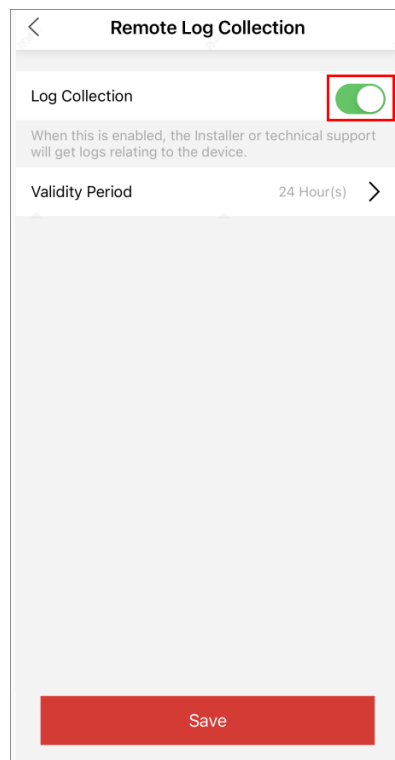 Remote Log Collection
Log Collection
When this is enabled, the Installer or technical support
will get logs relating to the device.
Validity Period
24 Hour(s)
Save